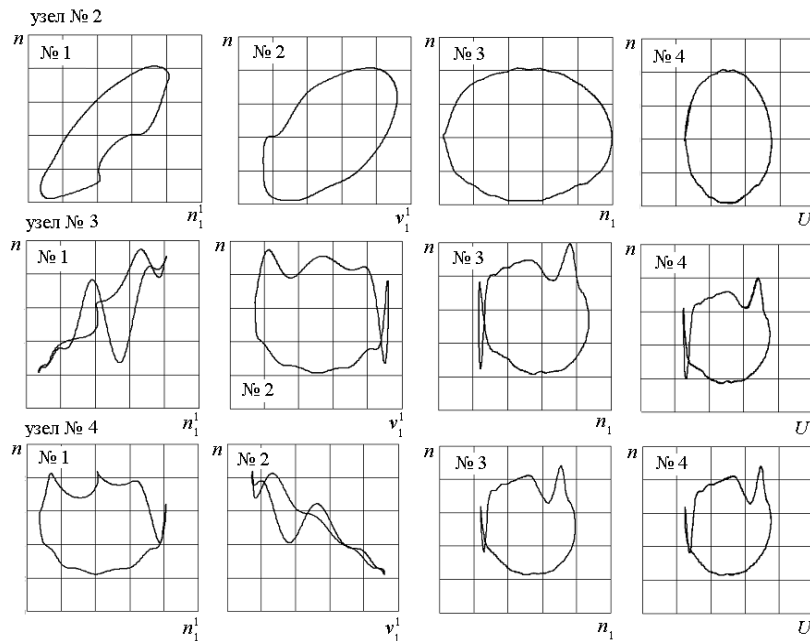 узел № 2
n № 1 n № 2 n № 3 n № 4
n₁¹ v₁¹ n₁ U
узел № 3
n № 1 n n № 3 n № 4
№ 2
n₁¹ v₁¹ n₁ U
узел № 4
n № 1 n № 2 n № 3 n № 4
n₁¹ v₁¹ n₁ U